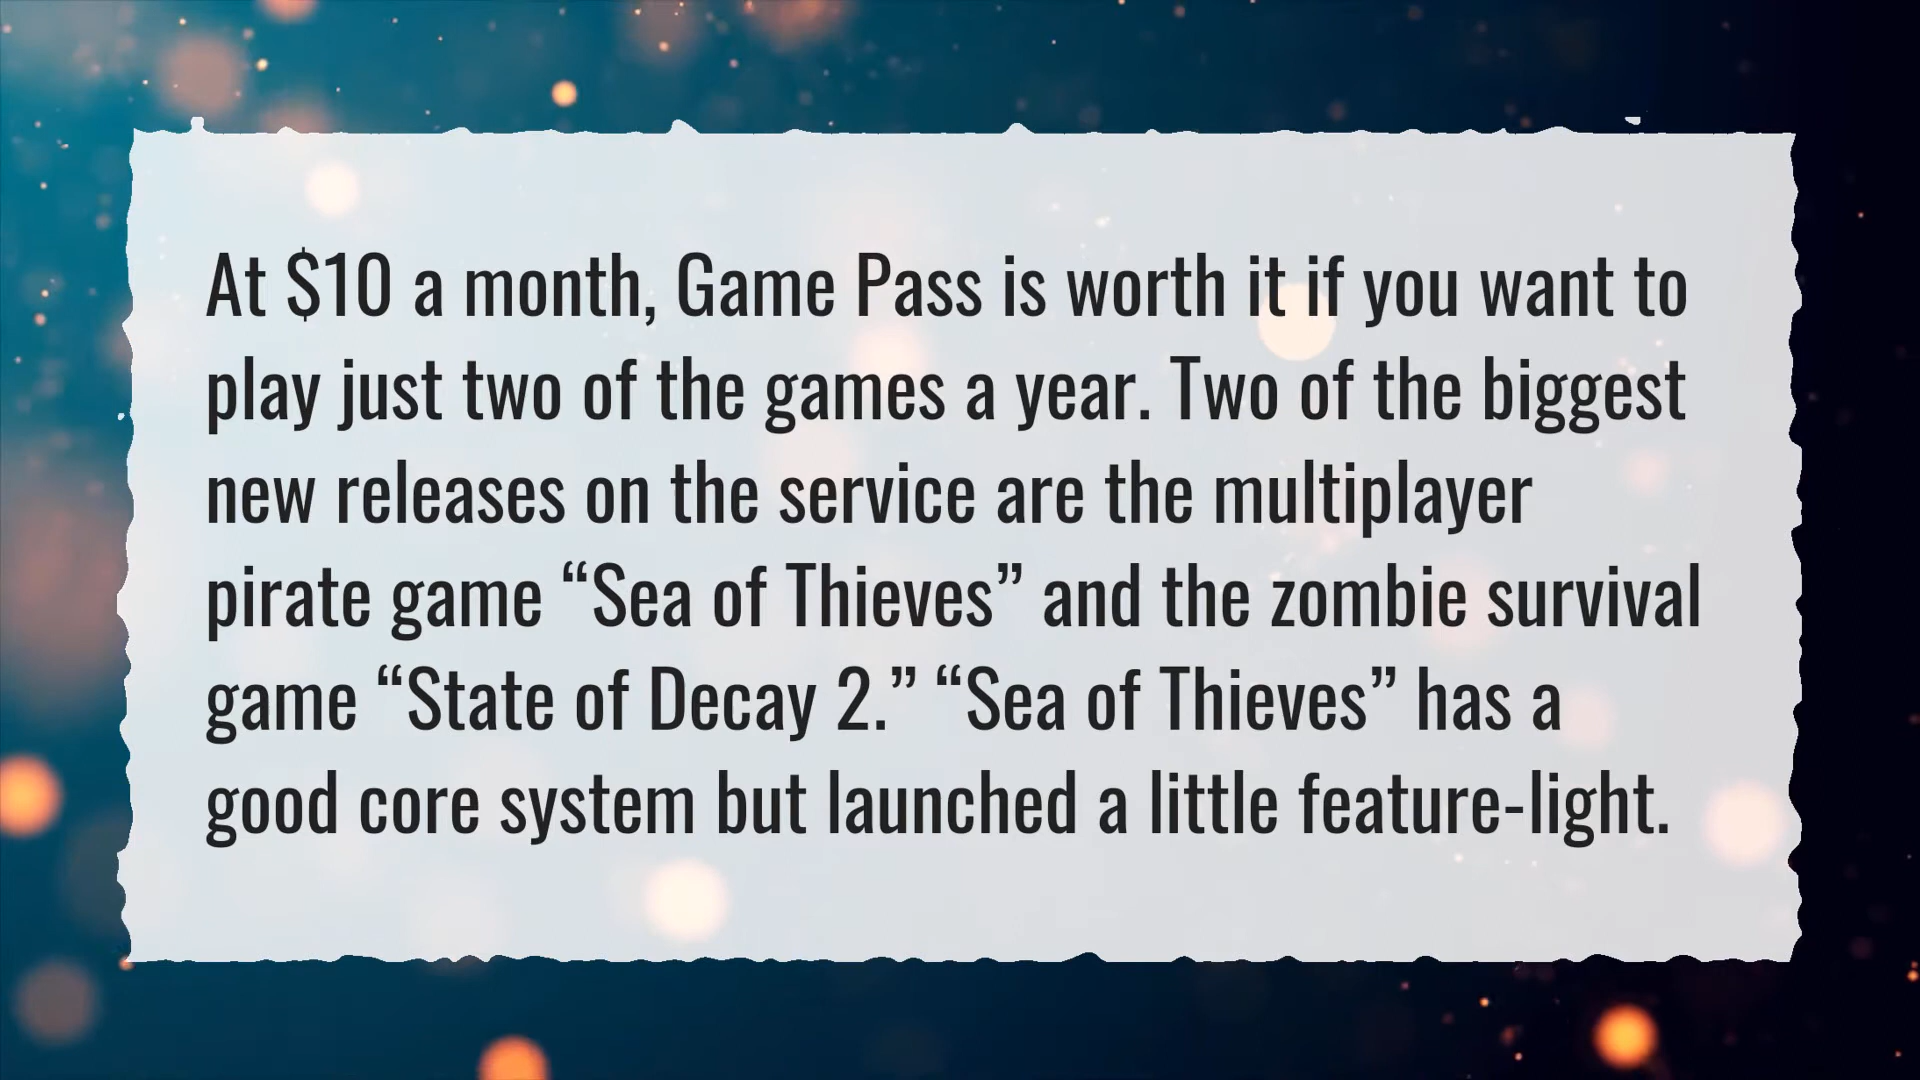 At $10 a month, Game Pass is worth it if you want to
play just two of the games a year. Two of the biggest
new releases on the service are the multiplayer
pirate game “Sea of Thieves” and the zombie survival
game “State of Decay 2.” “Sea of Thieves” has a
good core system but launched a little feature-light.